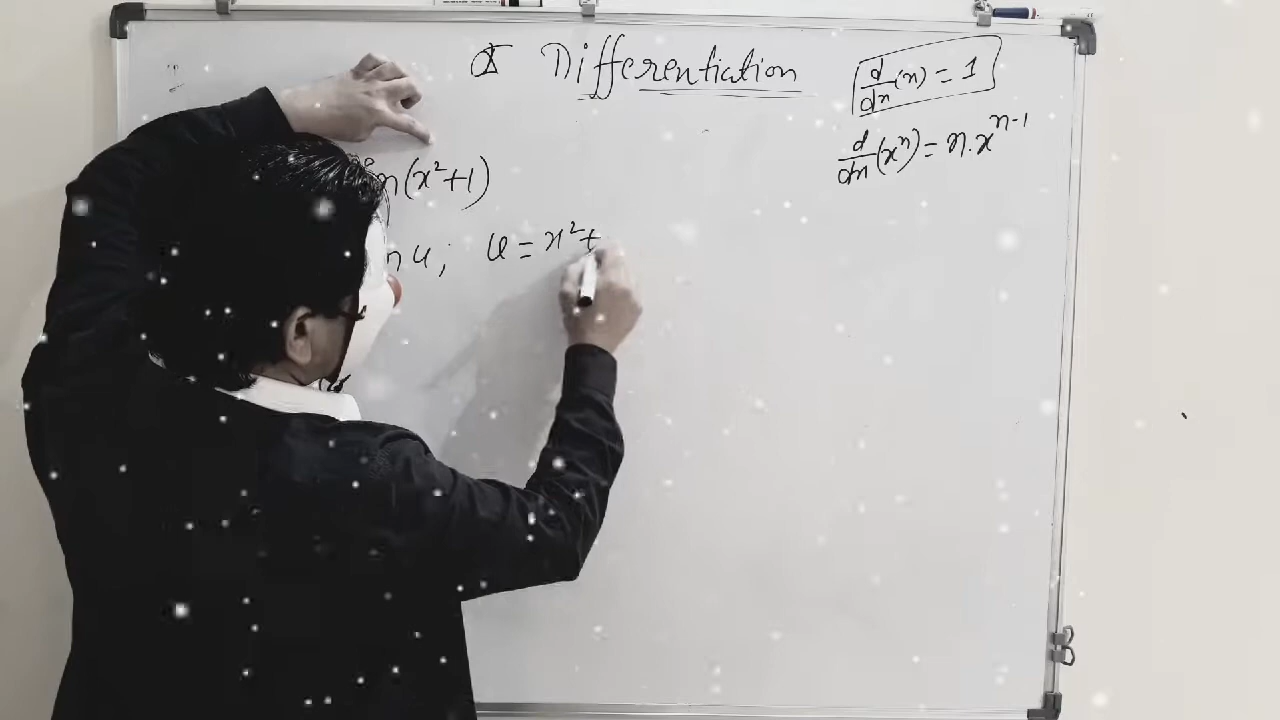 Differentiation
d/dx (x) = 1
d/dx (xⁿ) = n.xⁿ⁻¹
(x²+1)
u; u = x²+